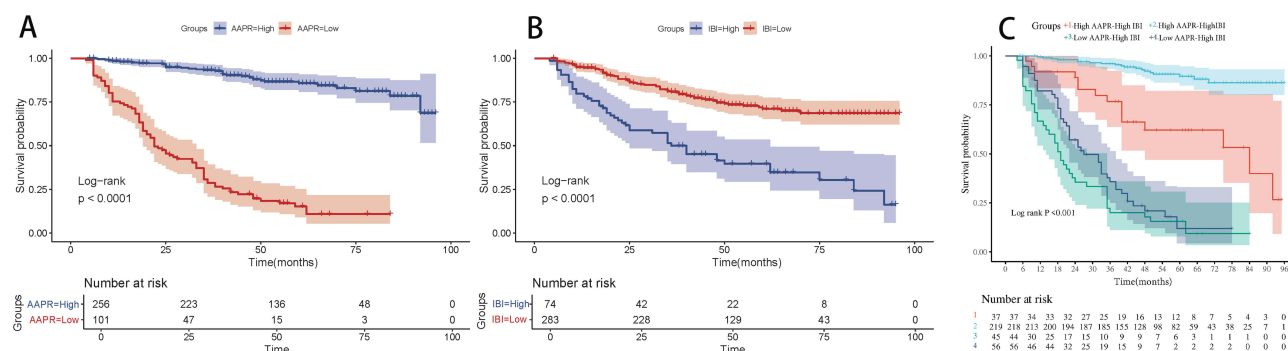 A
Groups AAPR=High AAPR=Low
1.00
0.75
0.50
0.25
0.00
Survival probability
Log-rank
p < 0.0001
0 25 50 75 100
Time(months)
Number at risk
Groups
AAPR=High 256 223 136 48 0
AAPR=Low 101 47 15 3 0
0 25 50 75 100
Time
B
Groups IBI=High IBI=Low
1.00
0.75
0.50
0.25
0.00
Survival probability
Log-rank
p < 0.0001
0 25 50 75 100
Time(months)
Number at risk
Groups
IBI=High 74 42 22 8 0
IBI=Low 283 228 129 43 0
0 25 50 75 100
Time
C
Groups 1-High AAPR-High IBI 2-High AAPR-HighIBI
3-Low AAPR-High IBI 4-Low AAPR-High IBI
1.00
0.75
0.50
0.25
0.00
Survival probability
Log rank P <0.001
0 6 12 18 24 30 36 42 48 54 60 66 72 78 84 90 96
Time(months)
Number at risk
1 37 37 34 33 32 27 25 19 16 13 12 8 7 5 4 3 0
2 219 218 213 200 194 187 185 155 128 98 82 59 43 38 25 7 1
3 45 44 30 25 17 15 10 9 9 7 6 3 1 1 1 0 0
4 56 56 46 44 32 25 19 15 9 7 2 2 2 2 0 0 0